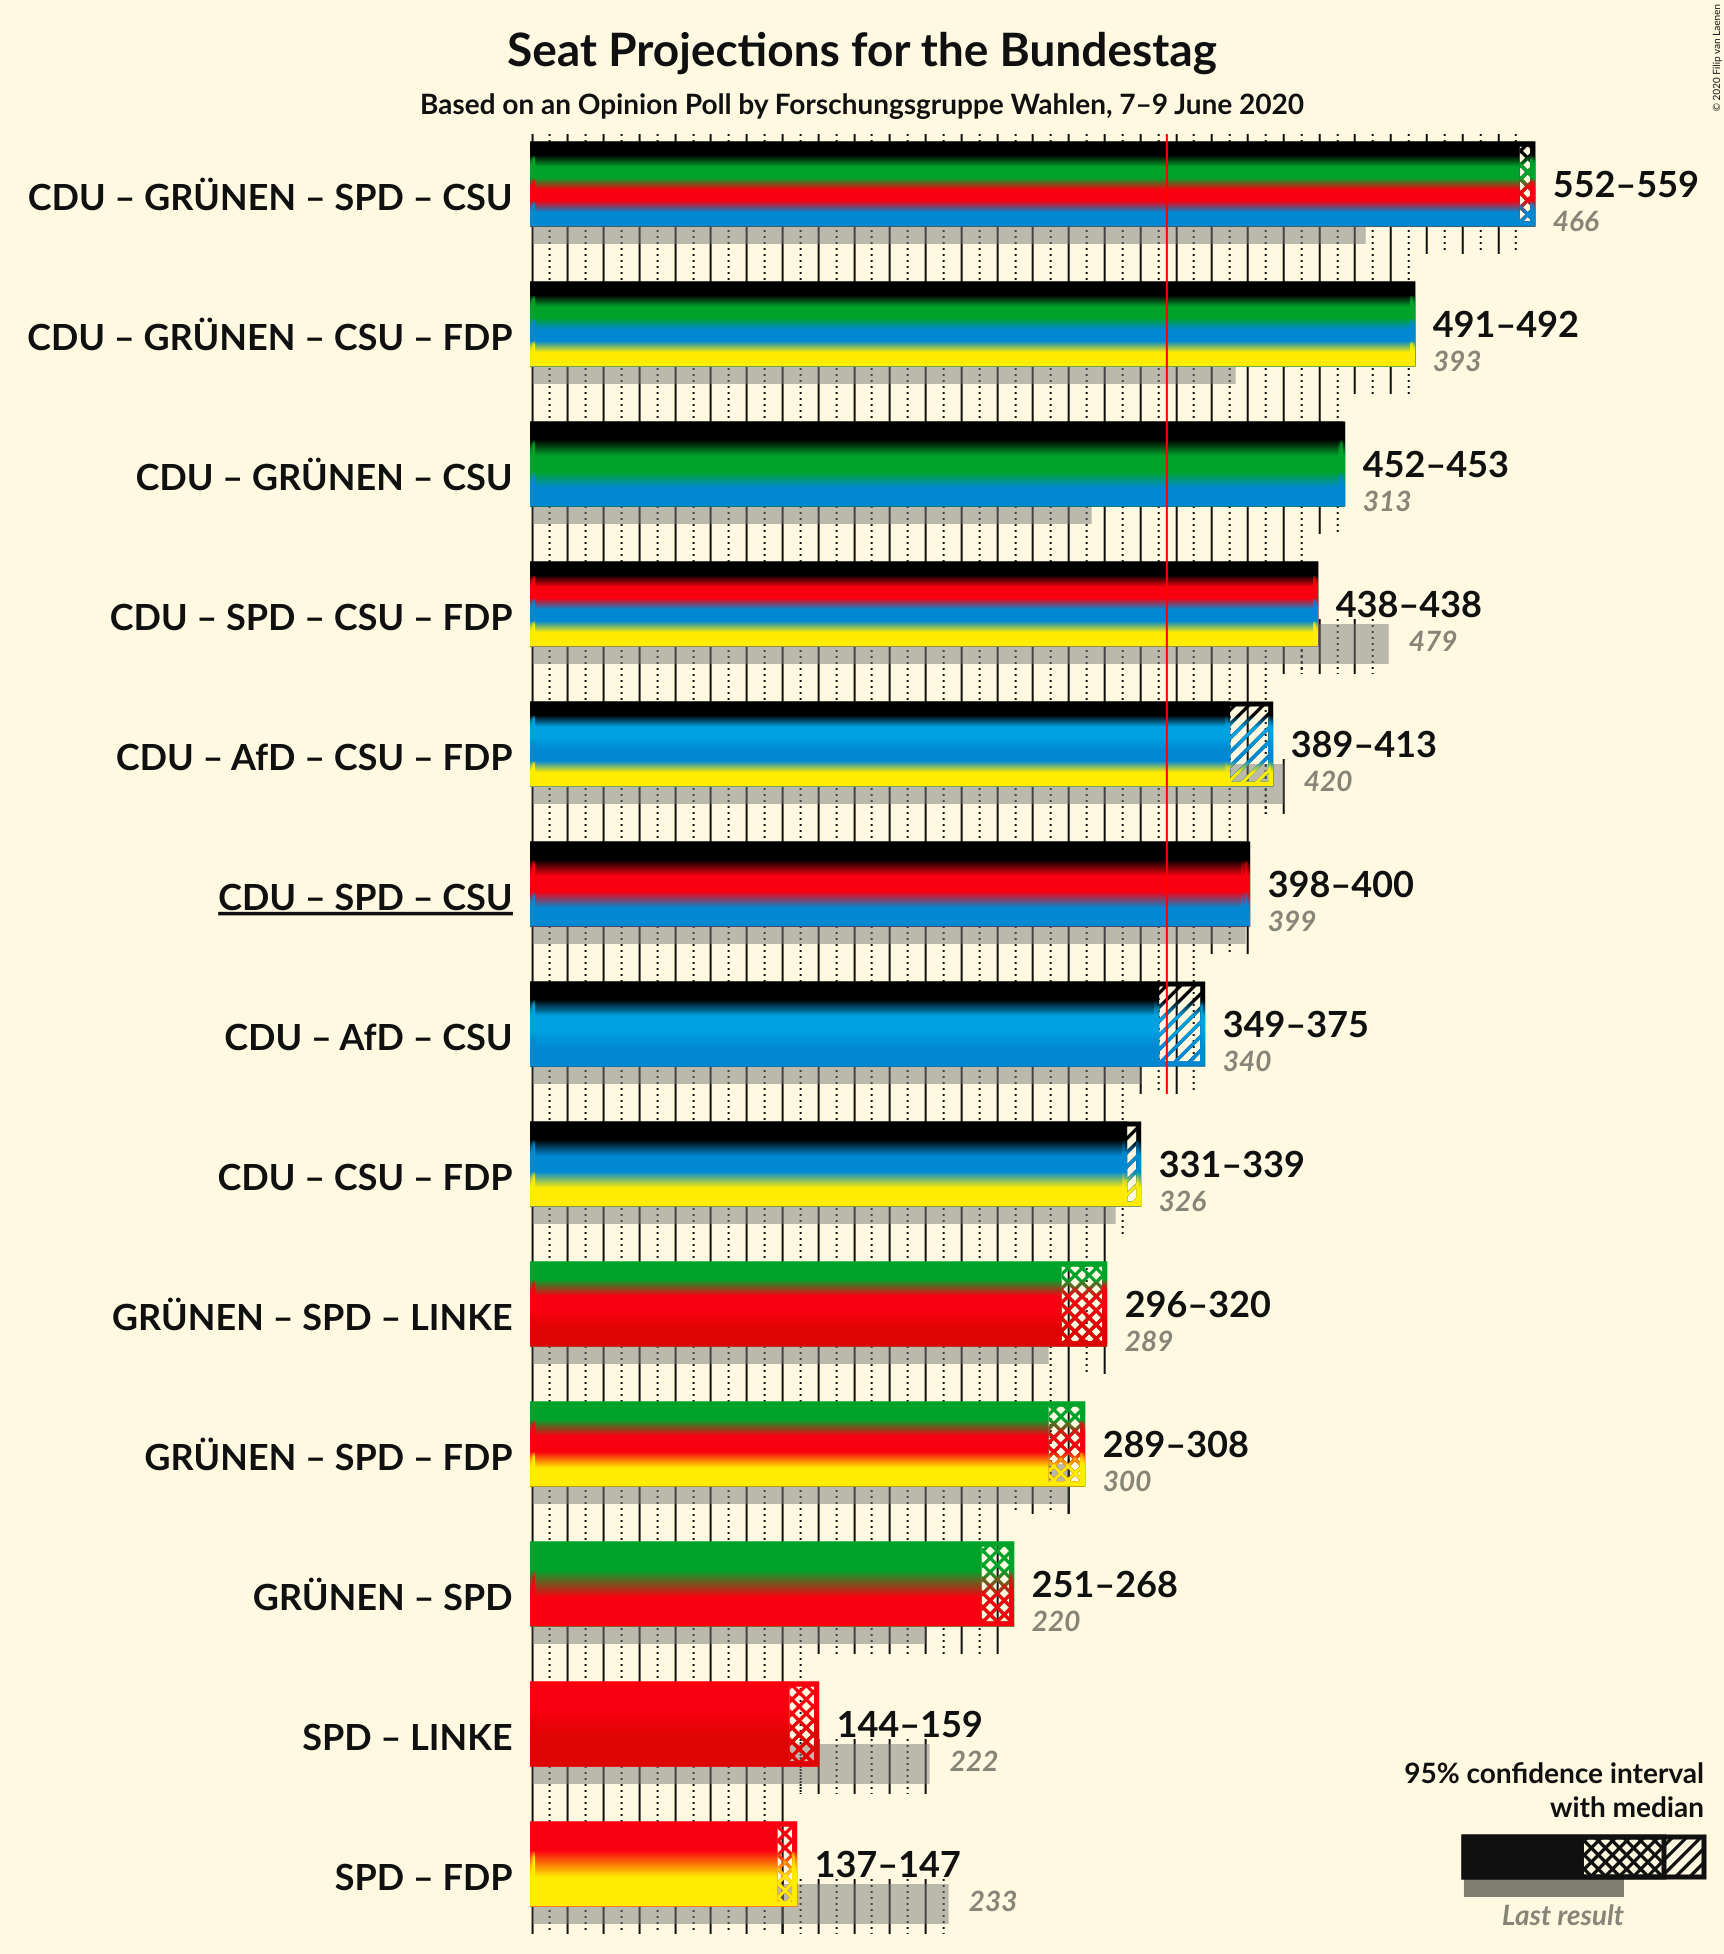 Seat Projections for the Bundestag
Based on an Opinion Poll by Forschungsgruppe Wahlen, 7–9 June 2020
© 2020 Filip van Laenen
CDU – GRÜNEN – SPD – CSU
552–559
466
CDU – GRÜNEN – CSU – FDP
491–492
393
CDU – GRÜNEN – CSU
452–453
313
CDU – SPD – CSU – FDP
438–438
479
CDU – AfD – CSU – FDP
389–413
420
CDU – SPD – CSU
398–400
399
CDU – AfD – CSU
349–375
340
CDU – CSU – FDP
331–339
326
GRÜNEN – SPD – LINKE
296–320
289
GRÜNEN – SPD – FDP
289–308
300
GRÜNEN – SPD
251–268
220
SPD – LINKE
144–159
222
SPD – FDP
137–147
233
95% confidence interval
with median
Last result